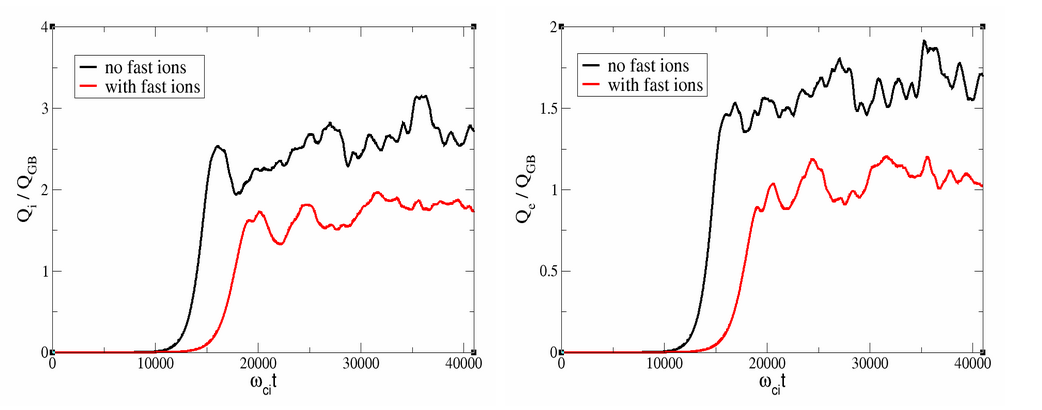 4
3
2
1
0
Q_i / Q_GB
no fast ions
with fast ions
0 10000 20000 30000 40000
ω_ci t
2
1.5
1
0.5
0
Q_e / Q_GB
no fast ions
with fast ions
0 10000 20000 30000 40000
ω_ci t